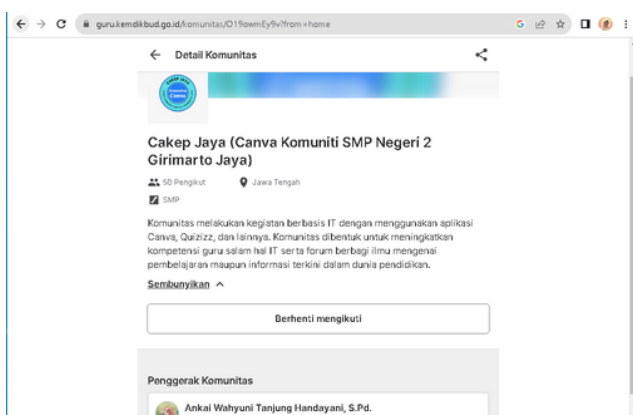 guru.kemdikbud.go.id/komunitas/O19owmEy9v?from=home
Detail Komunitas
CAKEP JAYA
Canva
Cakep Jaya (Canva Komuniti SMP Negeri 2
Girimarto Jaya)
50 Pengikut Jawa Tengah
SMP
Komunitas melakukan kegiatan berbasis IT dengan menggunakan aplikasi
Canva, Quizizz, dan lainnya. Komunitas dibentuk untuk meningkatkan
kompetensi guru salam hal IT serta forum berbagi ilmu mengenai
pembelajaran maupun informasi terkini dalam dunia pendidikan.
Sembunyikan
Berhenti mengikuti
Penggerak Komunitas
Ankai Wahyuni Tanjung Handayani, S.Pd.